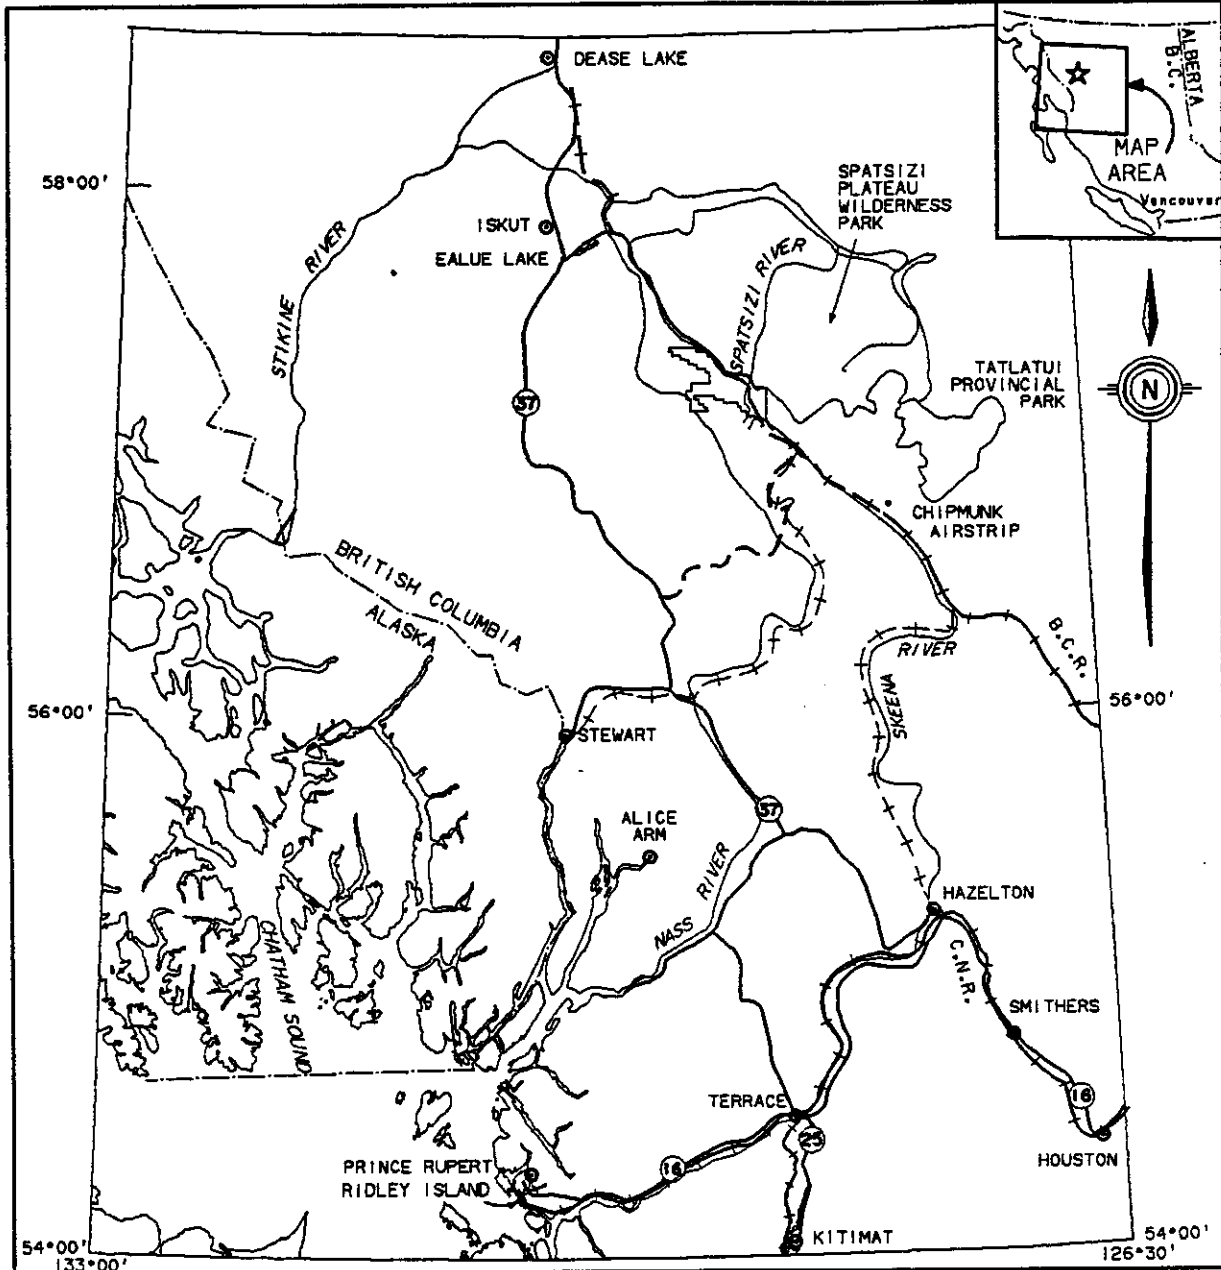 DEASE LAKE
ALBERTA
B.C.
MAP
AREA
Vancouver
58°00'
SPATSIZI
PLATEAU
WILDERNESS
PARK
ISKUT
EALUE LAKE
STIKINE RIVER
SPATSIZI RIVER
TATLATUI
PROVINCIAL
PARK
N
37
CHIPMUNK
AIRSTRIP
BRITISH COLUMBIA
ALASKA
B.C.R.
RIVER
SKEENA
56°00'
56°00'
STEWART
37
ALICE
ARM
NASS RIVER
HAZELTON
C.N.R.
CHATHAM SOUND
SMITHERS
TERRACE
16
25
HOUSTON
PRINCE RUPERT
RIDLEY ISLAND
16
KITIMAT
54°00'
133°00'
54°00'
126°30'